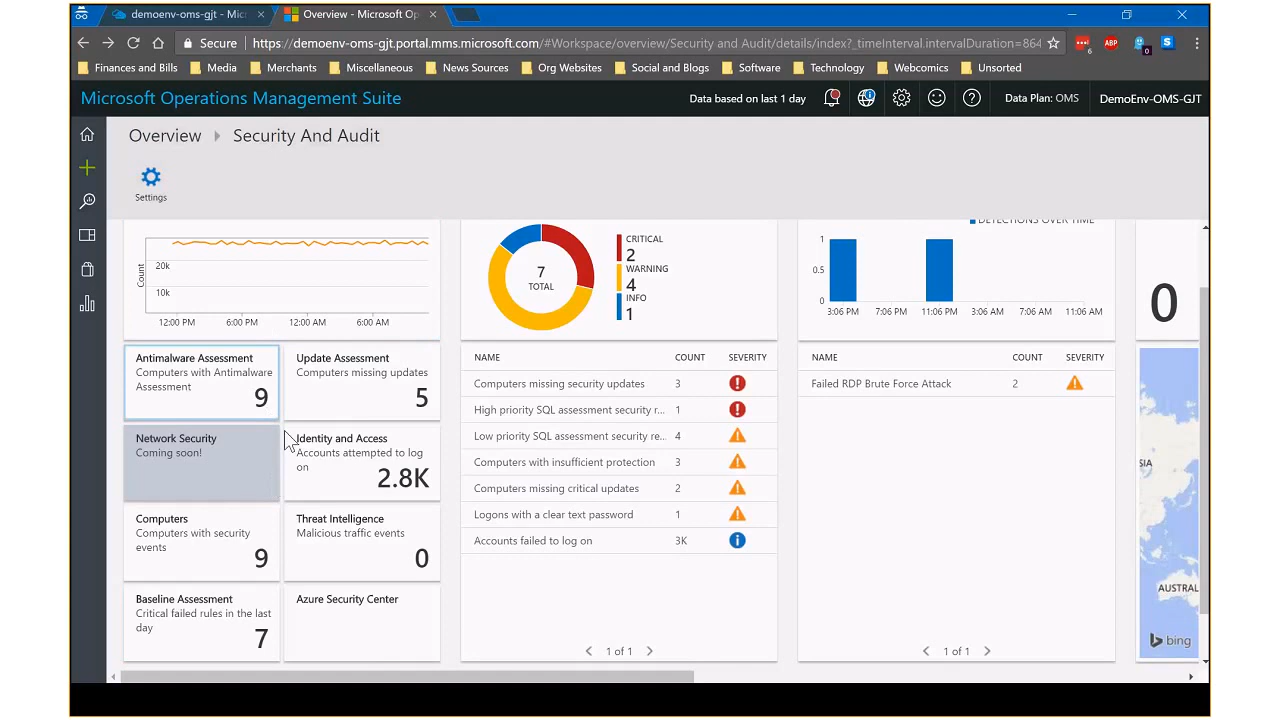 demoenv-oms-gjt - Mic
Overview - Microsoft Op
Secure
https://demoenv-oms-gjt.portal.mms.microsoft.com/#Workspace/overview/Security and Audit/details/index?_timeInterval.intervalDuration=864
6
ABP
0
S
Finances and Bills
Media
Merchants
Miscellaneous
News Sources
Org Websites
Social and Blogs
Software
Technology
Webcomics
Unsorted
Microsoft Operations Management Suite
Data based on last 1 day
Data Plan: OMS
DemoEnv-OMS-GJT
Overview
Security And Audit
Settings
Count
20k
10k
12:00 PM
6:00 PM
12:00 AM
6:00 AM
7
TOTAL
CRITICAL
2
WARNING
4
INFO
1
DETECTIONS OVER TIME
1
0.5
0
3:06 PM
7:06 PM
11:06 PM
3:06 AM
7:06 AM
11:06 AM
0
Antimalware Assessment
Computers with Antimalware
Assessment
9
Update Assessment
Computers missing updates
5
Network Security
Coming soon!
Identity and Access
Accounts attempted to log
on
2.8K
Computers
Computers with security
events
9
Threat Intelligence
Malicious traffic events
0
Baseline Assessment
Critical failed rules in the last
day
7
Azure Security Center
NAME COUNT SEVERITY
Computers missing security updates 3
High priority SQL assessment security r... 1
Low priority SQL assessment security re... 4
Computers with insufficient protection 3
Computers missing critical updates 2
Logons with a clear text password 1
Accounts failed to log on 3K
1 of 1
NAME COUNT SEVERITY
Failed RDP Brute Force Attack 2
1 of 1
SIA
AUSTRAL
bing